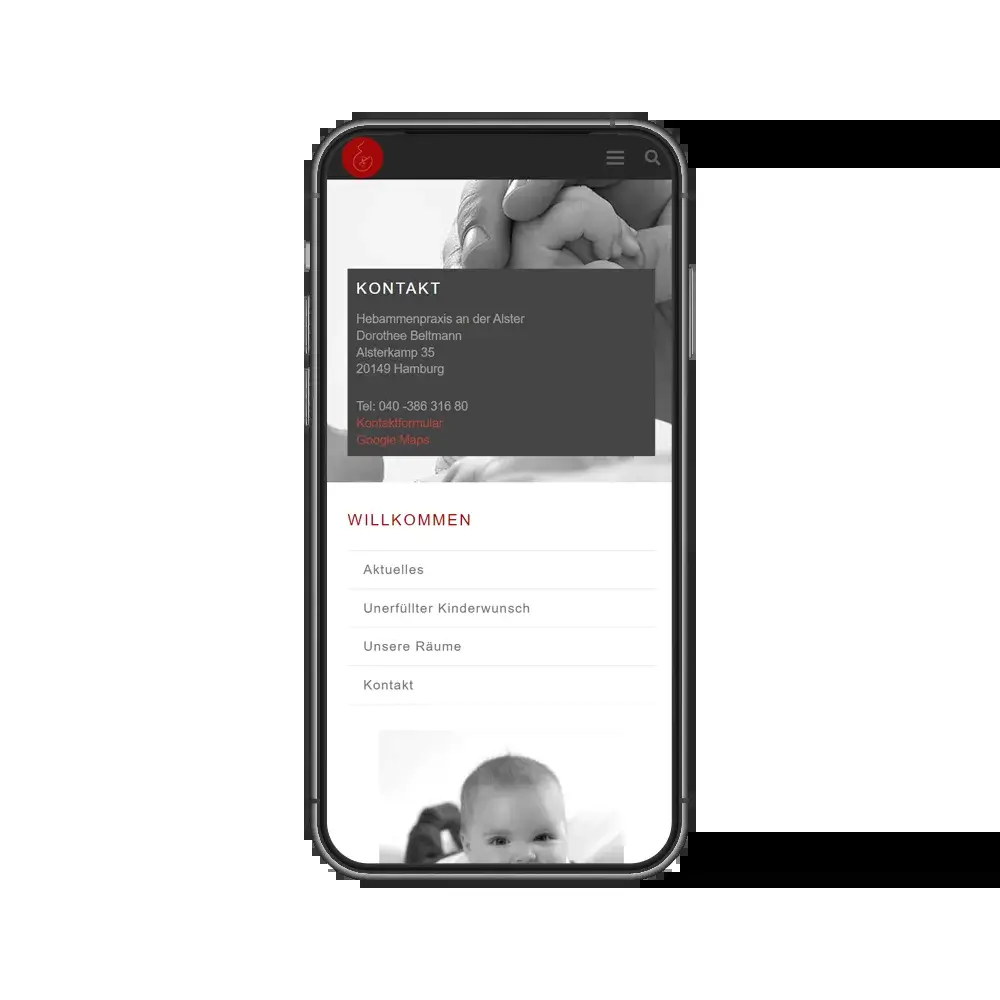 KONTAKT
Hebammenpraxis an der Alster
Dorothee Beltmann
Alsterkamp 35
20149 Hamburg
Tel: 040 -386 316 80
Kontaktformular
Google Maps
WILLKOMMEN
Aktuelles
Unerfüllter Kinderwunsch
Unsere Räume
Kontakt